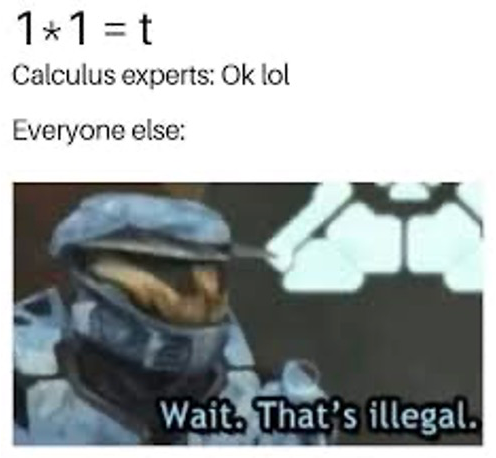 1*1 = t
Calculus experts: Ok lol
Everyone else:
Wait. That's illegal.